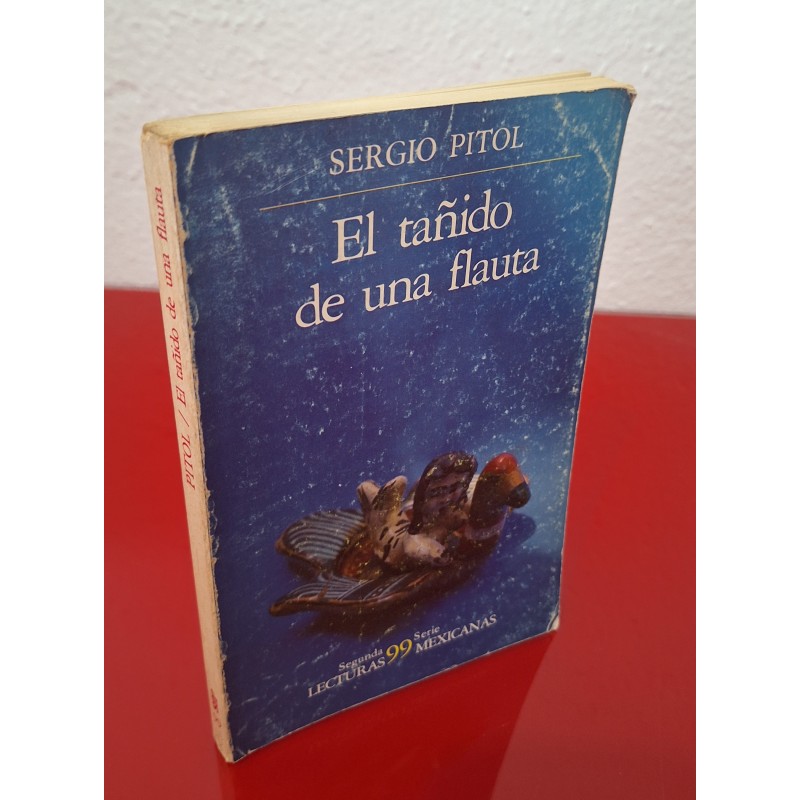 SERGIO PITOL
El tañido
de una flauta
Segunda 99 Serie
LECTURAS MEXICANAS
PITOL / El tañido de una flauta